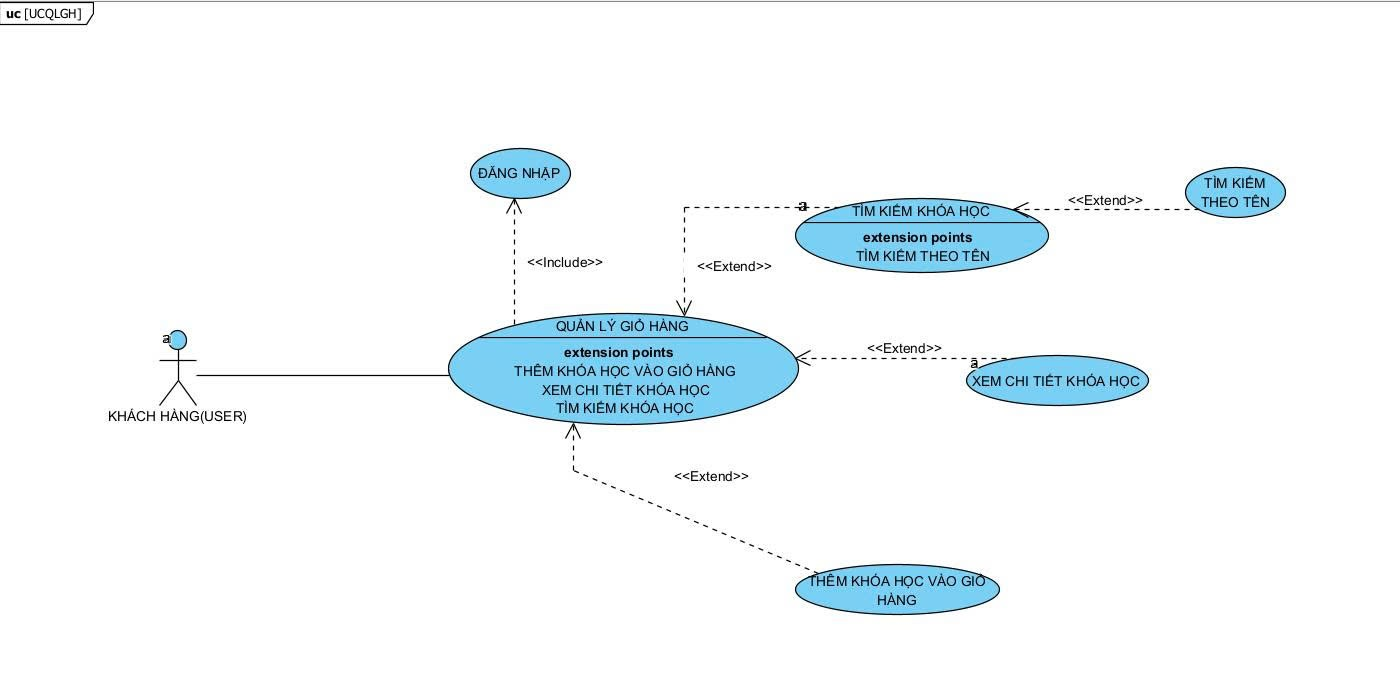 uc [UCQLGH]
ĐĂNG NHẬP
TÌM KIẾM
THEO TÊN
<<Extend>>
a
TÌM KIẾM KHÓA HỌC
extension points
TÌM KIẾM THEO TÊN
<<Include>>
<<Extend>>
QUẢN LÝ GIỎ HÀNG
extension points
THÊM KHÓA HỌC VÀO GIỎ HÀNG
XEM CHI TIẾT KHÓA HỌC
TÌM KIẾM KHÓA HỌC
a
KHÁCH HÀNG(USER)
<<Extend>>
a
XEM CHI TIẾT KHÓA HỌC
<<Extend>>
THÊM KHÓA HỌC VÀO GIỎ
HÀNG